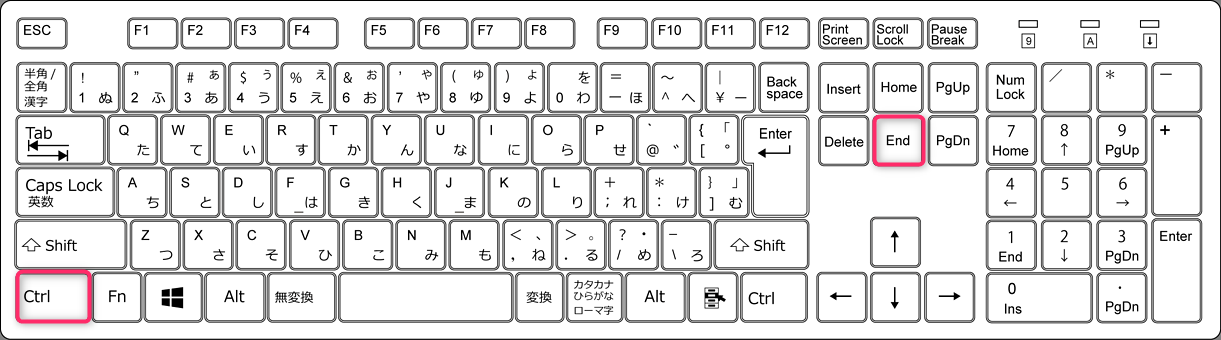 ESC F1 F2 F3 F4 F5 F6 F7 F8 F9 F10 F11 F12 Print Screen Scroll Lock Pause Break 9 A ⬇
半角/ 全角 漢字 ! 1 ぬ " 2 ふ # ぁ 3 あ $ ぅ 4 う % ぇ 5 え & ぉ 6 お ' ゃ 7 や ( ゅ 8 ゆ ) ょ 9 よ を 0 わ = ー ほ ～ ^ へ | ¥ ー Back space Insert Home PgUp Num Lock ／ * ー
Tab Q た W て E い R す T か Y ん U な I に O ら P せ ` @ ゛ { 「 [ ゜ Enter Delete End PgDn 7 Home 8 ↑ 9 PgUp +
Caps Lock 英数 A ち S と D し F _は G き H く J _ま K の L り + ; れ * : け } 」 ] む 4 ← 5 6 →
Shift Z つ X さ C そ V ひ B こ N み M も < 、 , ね > 。 . る ? ・ / め _ \ ろ Shift ↑ 1 End 2 ↓ 3 PgDn Enter
Ctrl Fn Alt 無変換 変換 カタカナ ひらがな ローマ字 Alt Ctrl ← ↓ → 0 Ins . PgDn